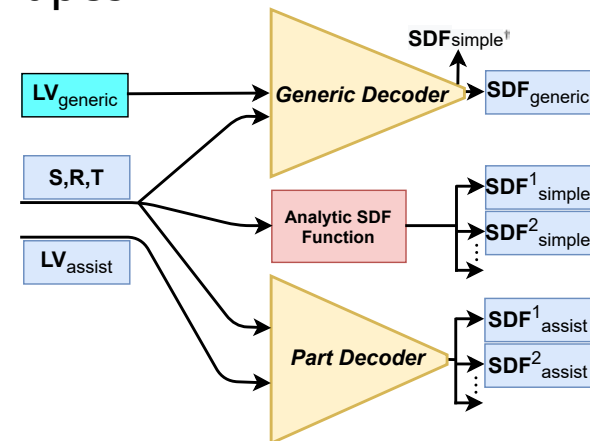 SDFsimple†
LVgeneric
Generic Decoder
SDFgeneric
S,R,T
Analytic SDF
Function
SDF1simple
SDF2simple
LVassist
Part Decoder
SDF1assist
SDF2assist